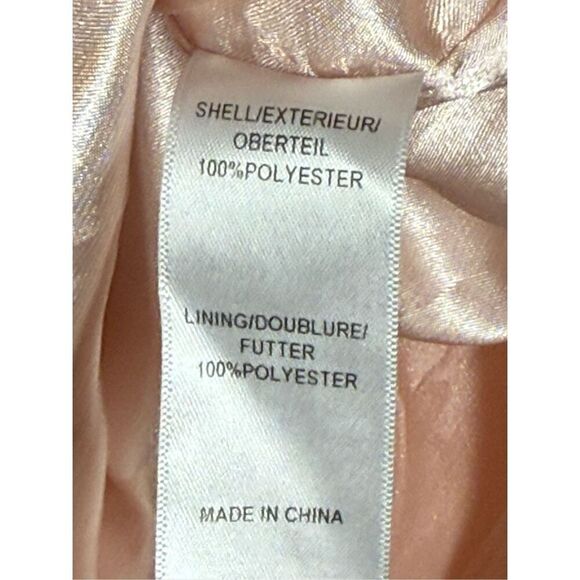 SHELL/EXTERIEUR/
OBERTEIL
100%POLYESTER
LINING/DOUBLURE/
FUTTER
100%POLYESTER
MADE IN CHINA